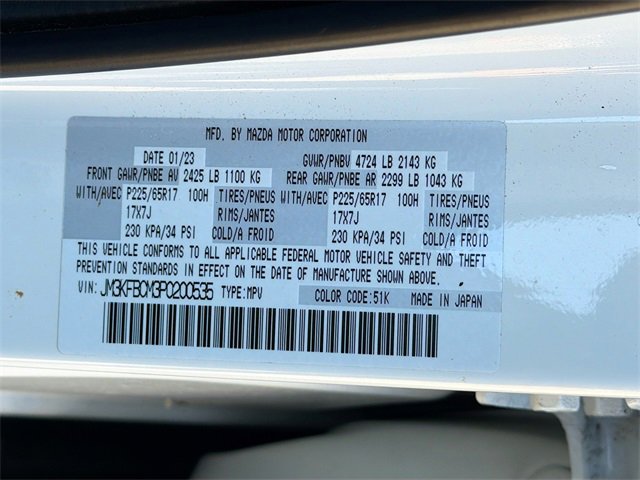 MFD. BY MAZDA MOTOR CORPORATION
DATE 01/23 GVWR/PNBV 4724 LB 2143 KG
FRONT GAWR/PNBE AV 2425 LB 1100 KG REAR GAWR/PNBE AR 2299 LB 1043 KG
WITH/AVEC P225/65R17 100H TIRES/PNEUS WITH/AVEC P225/65R17 100H TIRES/PNEUS
17X7J RIMS/JANTES 17X7J RIMS/JANTES
230 KPA/34 PSI COLD/A FROID 230 KPA/34 PSI COLD/A FROID
THIS VEHICLE CONFORMS TO ALL APPLICABLE FEDERAL MOTOR VEHICLE SAFETY AND THEFT
PREVENTION STANDARDS IN EFFECT ON THE DATE OF MANUFACTURE SHOWN ABOVE.
VIN: JM3KFBCM3P0200535 TYPE:MPV COLOR CODE:51K MADE IN JAPAN